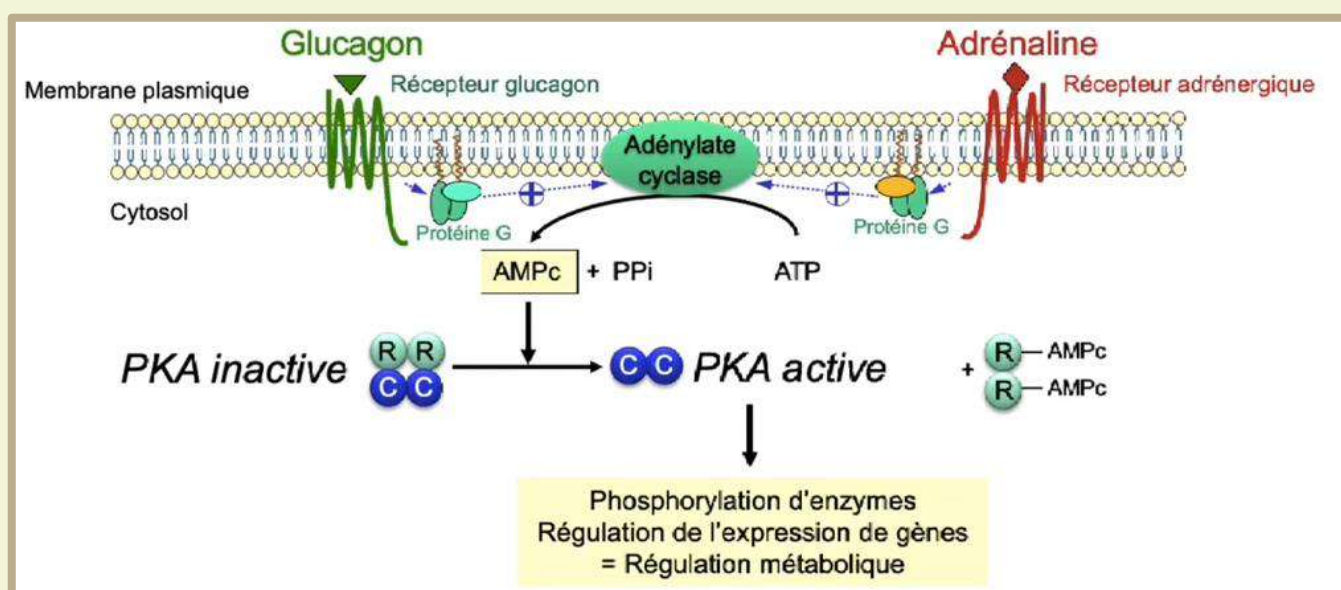 Glucagon
Adrénaline
Membrane plasmique
Récepteur glucagon
Récepteur adrénergique
Adénylate
cyclase
Cytosol
Protéine G
Protéine G
AMPc + PPi
ATP
PKA inactive
R R
C C
C C
PKA active
+
R—AMPc
R—AMPc
Phosphorylation d'enzymes
Régulation de l'expression de gènes
= Régulation métabolique